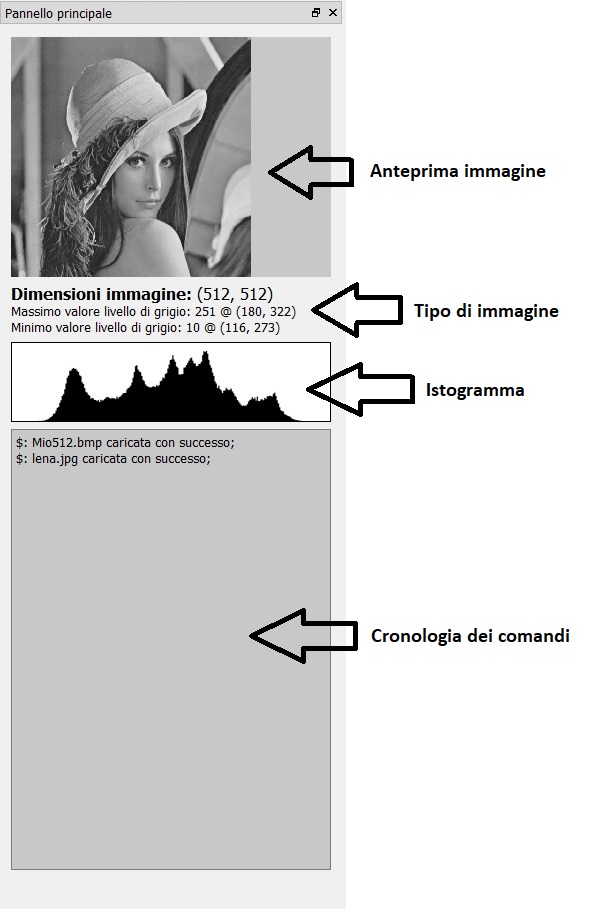 Pannello principale
Anteprima immagine
Dimensioni immagine: (512, 512)
Massimo valore livello di grigio: 251 @ (180, 322)
Minimo valore livello di grigio: 10 @ (116, 273)
Tipo di immagine
Istogramma
$: Mio512.bmp caricata con successo;
$: lena.jpg caricata con successo;
Cronologia dei comandi